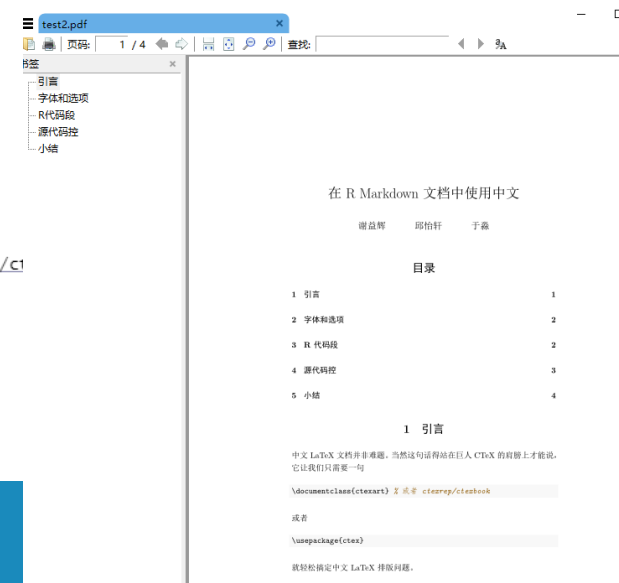 test2.pdf
页码: 1 / 4 查找:
书签
引言
字体和选项
R代码段
源代码控
小结
在 R Markdown 文档中使用中文
谢益辉 邱怡轩 于淼
目录
1 引言 1
2 字体和选项 2
3 R 代码段 2
4 源代码控 3
5 小结 4
1 引言
中文 LaTeX 文档并非难题。当然这句话得站在巨人 CTeX 的肩膀上才能说，
它让我们只需要一句
\documentclass{ctexart} % 或者 ctexrep/ctexbook
或者
\usepackage{ctex}
就轻松搞定中文 LaTeX 排版问题。